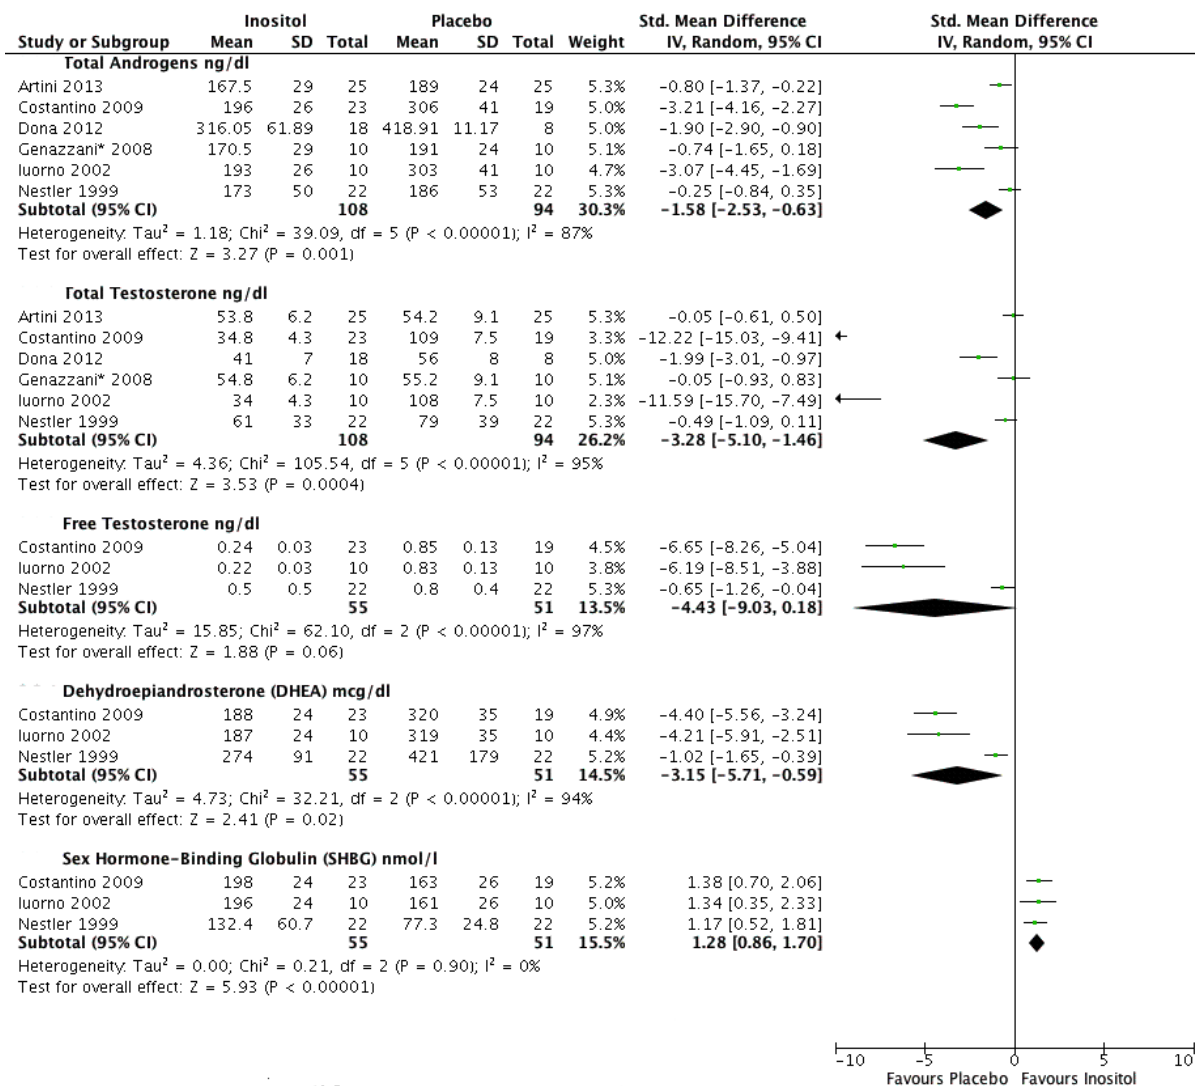 Inositol Placebo Std. Mean Difference Std. Mean Difference
Study or Subgroup Mean SD Total Mean SD Total Weight IV, Random, 95% CI IV, Random, 95% CI
Total Androgens ng/dl
Artini 2013 167.5 29 25 189 24 25 5.3% -0.80 [-1.37, -0.22]
Costantino 2009 196 26 23 306 41 19 5.0% -3.21 [-4.16, -2.27]
Dona 2012 316.05 61.89 18 418.91 11.17 8 5.0% -1.90 [-2.90, -0.90]
Genazzani* 2008 170.5 29 10 191 24 10 5.1% -0.74 [-1.65, 0.18]
Iuorno 2002 193 26 10 303 41 10 4.7% -3.07 [-4.45, -1.69]
Nestler 1999 173 50 22 186 53 22 5.3% -0.25 [-0.84, 0.35]
Subtotal (95% CI) 108 94 30.3% -1.58 [-2.53, -0.63]
Heterogeneity: Tau² = 1.18; Chi² = 39.09, df = 5 (P < 0.00001); I² = 87%
Test for overall effect: Z = 3.27 (P = 0.001)
Total Testosterone ng/dl
Artini 2013 53.8 6.2 25 54.2 9.1 25 5.3% -0.05 [-0.61, 0.50]
Costantino 2009 34.8 4.3 23 109 7.5 19 3.3% -12.22 [-15.03, -9.41]
Dona 2012 41 7 18 56 8 8 5.0% -1.99 [-3.01, -0.97]
Genazzani* 2008 54.8 6.2 10 55.2 9.1 10 5.1% -0.05 [-0.93, 0.83]
Iuorno 2002 34 4.3 10 108 7.5 10 2.3% -11.59 [-15.70, -7.49]
Nestler 1999 61 33 22 79 39 22 5.3% -0.49 [-1.09, 0.11]
Subtotal (95% CI) 108 94 26.2% -3.28 [-5.10, -1.46]
Heterogeneity: Tau² = 4.36; Chi² = 105.54, df = 5 (P < 0.00001); I² = 95%
Test for overall effect: Z = 3.53 (P = 0.0004)
Free Testosterone ng/dl
Costantino 2009 0.24 0.03 23 0.85 0.13 19 4.5% -6.65 [-8.26, -5.04]
Iuorno 2002 0.22 0.03 10 0.83 0.13 10 3.8% -6.19 [-8.51, -3.88]
Nestler 1999 0.5 0.5 22 0.8 0.4 22 5.3% -0.65 [-1.26, -0.04]
Subtotal (95% CI) 55 51 13.5% -4.43 [-9.03, 0.18]
Heterogeneity: Tau² = 15.85; Chi² = 62.10, df = 2 (P < 0.00001); I² = 97%
Test for overall effect: Z = 1.88 (P = 0.06)
Dehydroepiandrosterone (DHEA) mcg/dl
Costantino 2009 188 24 23 320 35 19 4.9% -4.40 [-5.56, -3.24]
Iuorno 2002 187 24 10 319 35 10 4.4% -4.21 [-5.91, -2.51]
Nestler 1999 274 91 22 421 179 22 5.2% -1.02 [-1.65, -0.39]
Subtotal (95% CI) 55 51 14.5% -3.15 [-5.71, -0.59]
Heterogeneity: Tau² = 4.73; Chi² = 32.21, df = 2 (P < 0.00001); I² = 94%
Test for overall effect: Z = 2.41 (P = 0.02)
Sex Hormone-Binding Globulin (SHBG) nmol/l
Costantino 2009 198 24 23 163 26 19 5.2% 1.38 [0.70, 2.06]
Iuorno 2002 196 24 10 161 26 10 5.0% 1.34 [0.35, 2.33]
Nestler 1999 132.4 60.7 22 77.3 24.8 22 5.2% 1.17 [0.52, 1.81]
Subtotal (95% CI) 55 51 15.5% 1.28 [0.86, 1.70]
Heterogeneity: Tau² = 0.00; Chi² = 0.21, df = 2 (P = 0.90); I² = 0%
Test for overall effect: Z = 5.93 (P < 0.00001)
-10 -5 0 5 10
Favours Placebo Favours Inositol